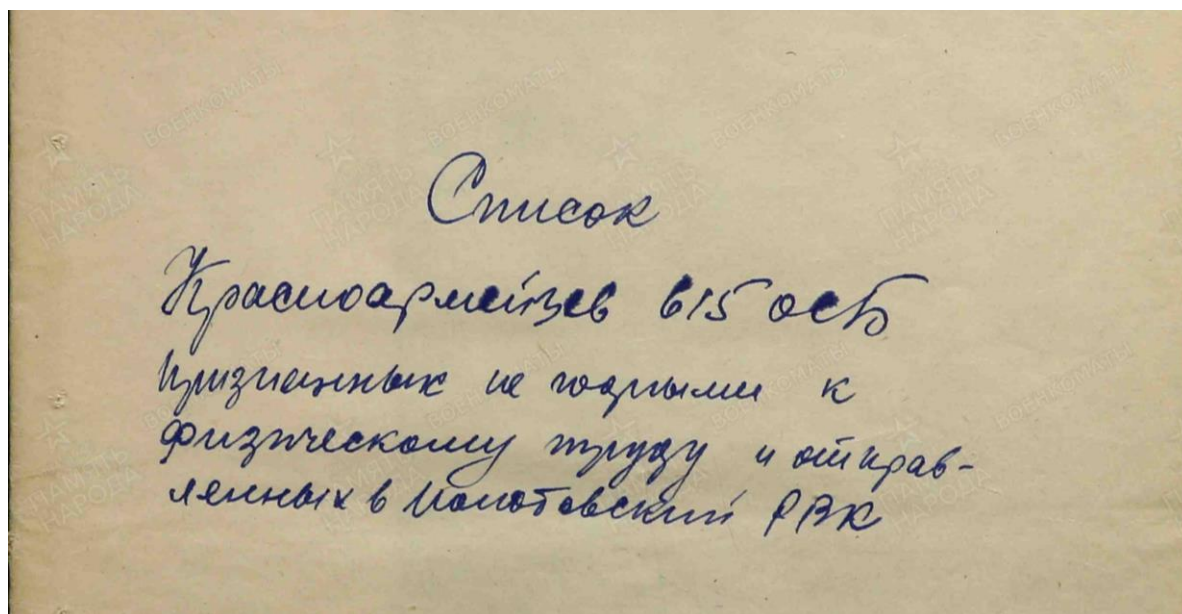 Список
Красноармейцев 615 осб
признанных не годными к
физическому труду и отправ-
ленных в Молотовский РВК